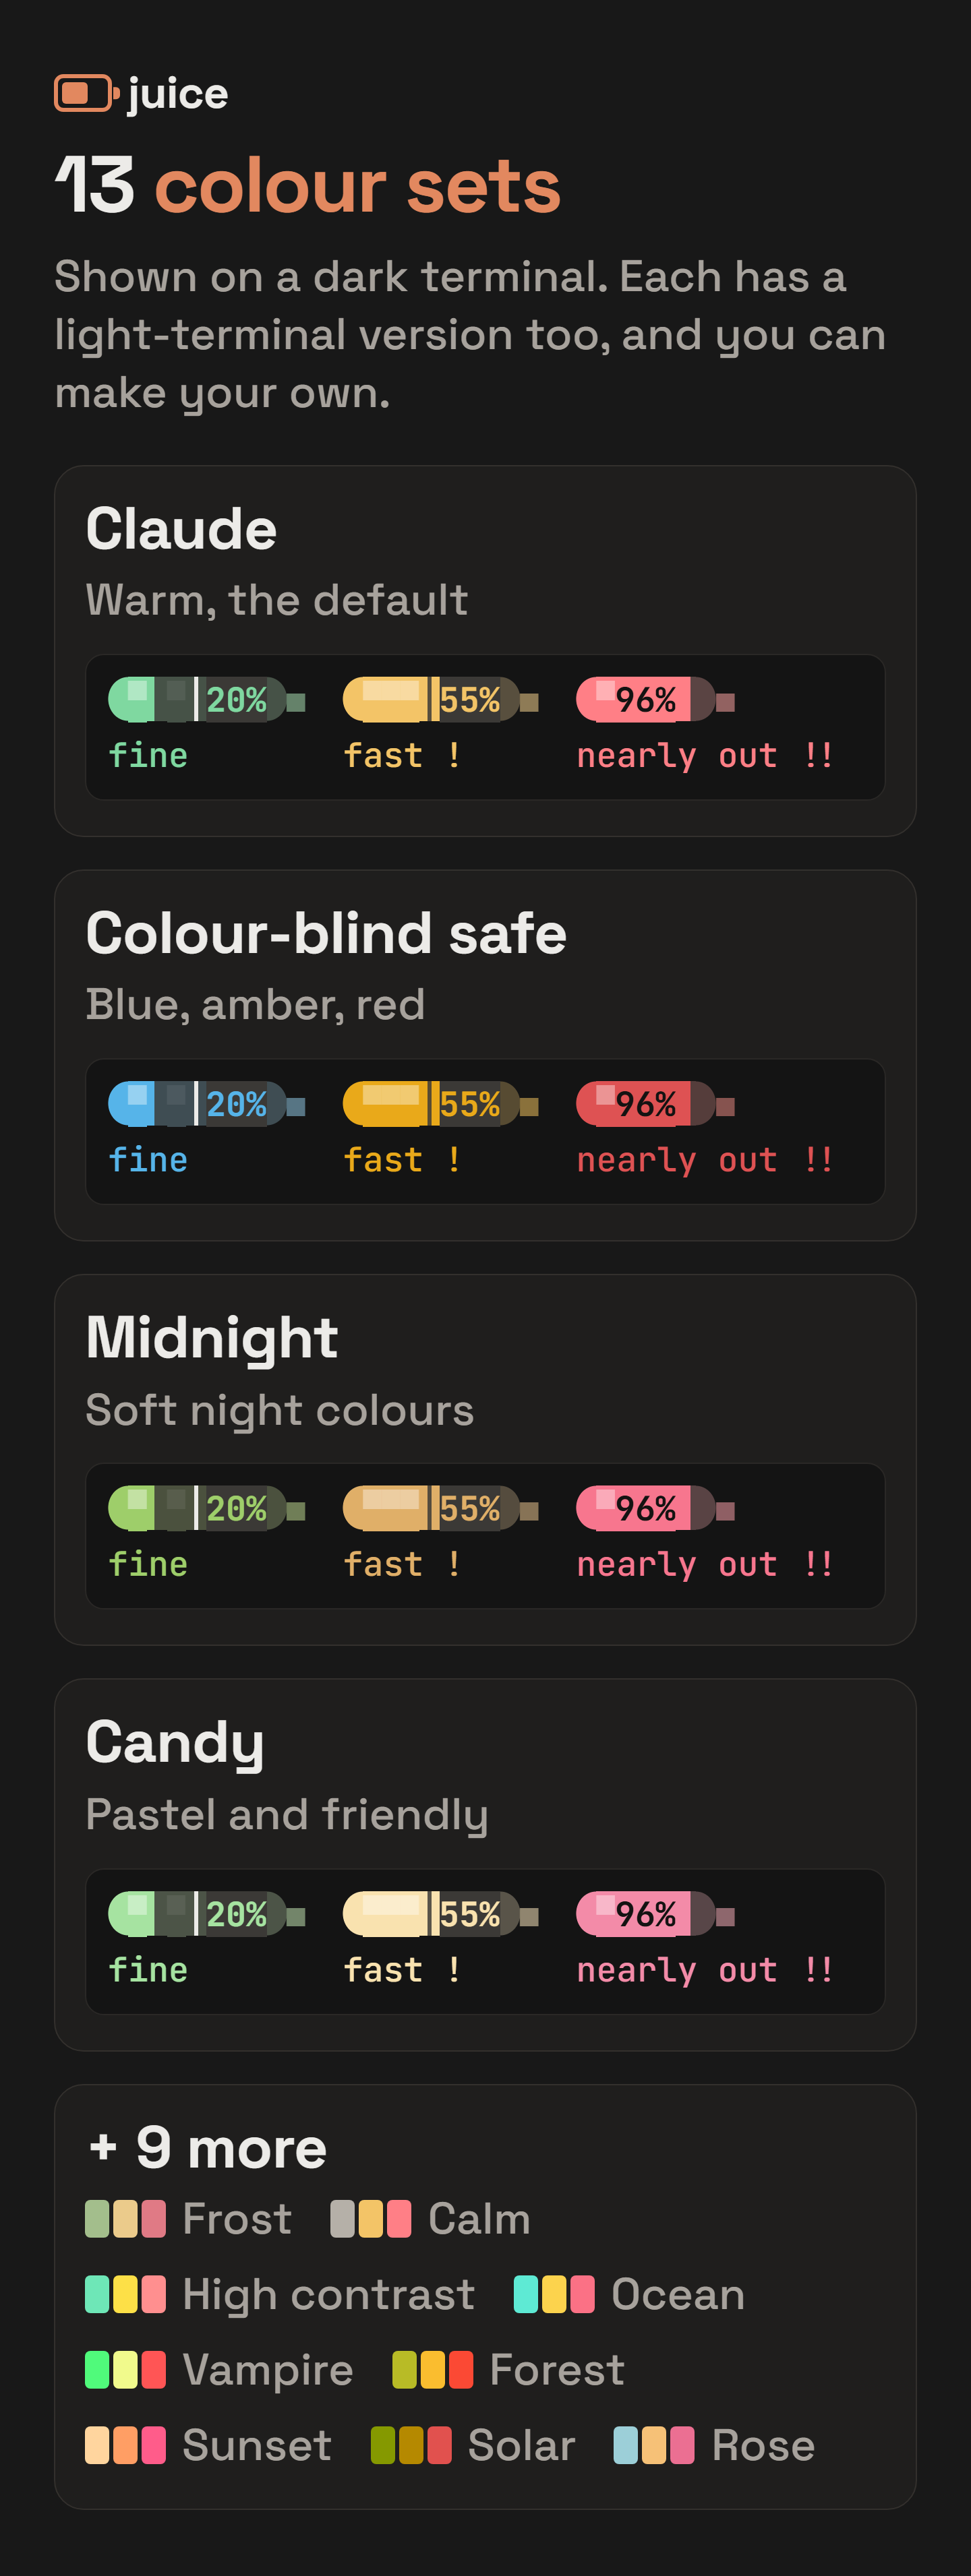 juice
13 colour sets
Shown on a dark terminal. Each has a
light-terminal version too, and you can
make your own.
Claude
Warm, the default
20% 55% 96%
fine fast ! nearly out !!
Colour-blind safe
Blue, amber, red
20% 55% 96%
fine fast ! nearly out !!
Midnight
Soft night colours
20% 55% 96%
fine fast ! nearly out !!
Candy
Pastel and friendly
20% 55% 96%
fine fast ! nearly out !!
+ 9 more
Frost Calm
High contrast Ocean
Vampire Forest
Sunset Solar Rose